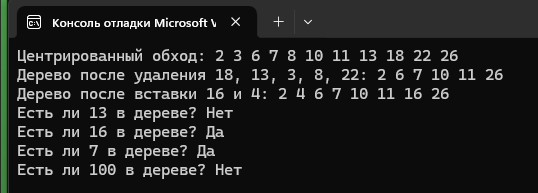 Консоль отладки Microsoft V
Центрированный обход: 2 3 6 7 8 10 11 13 18 22 26
Дерево после удаления 18, 13, 3, 8, 22: 2 6 7 10 11 26
Дерево после вставки 16 и 4: 2 4 6 7 10 11 16 26
Есть ли 13 в дереве? Нет
Есть ли 16 в дереве? Да
Есть ли 7 в дереве? Да
Есть ли 100 в дереве? Нет